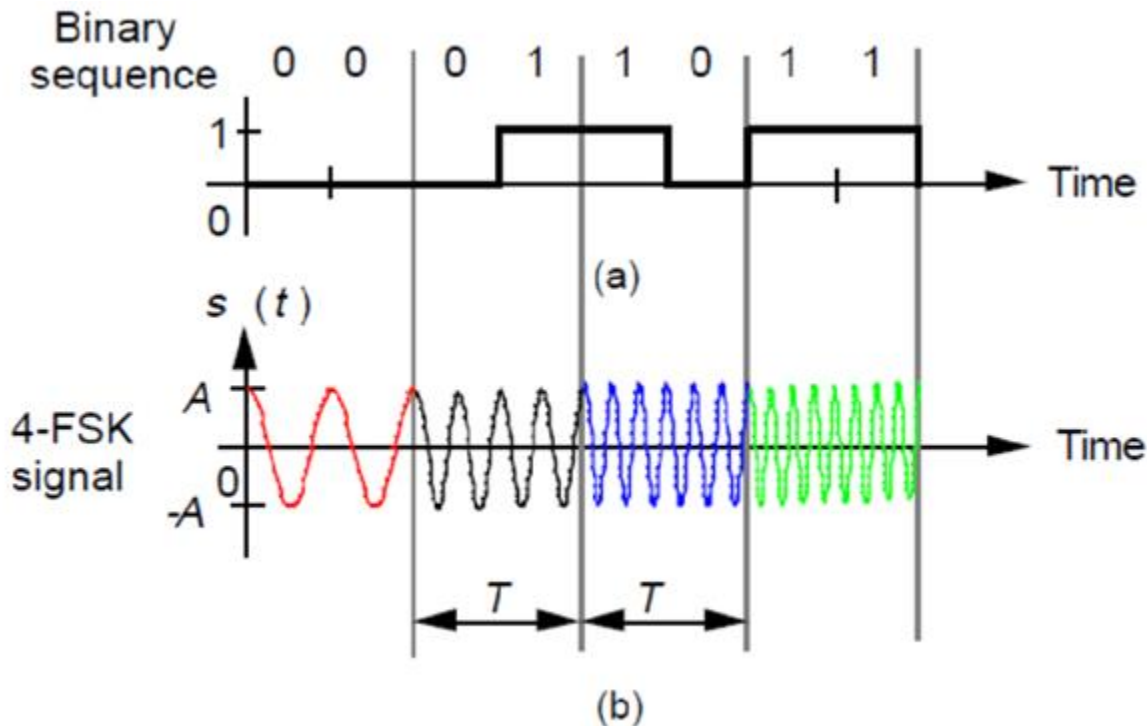 Binary
sequence 0 0 0 1 1 0 1 1
1
0
Time
(a)
s (t)
A
4-FSK
signal
0
-A
Time
T T
(b)